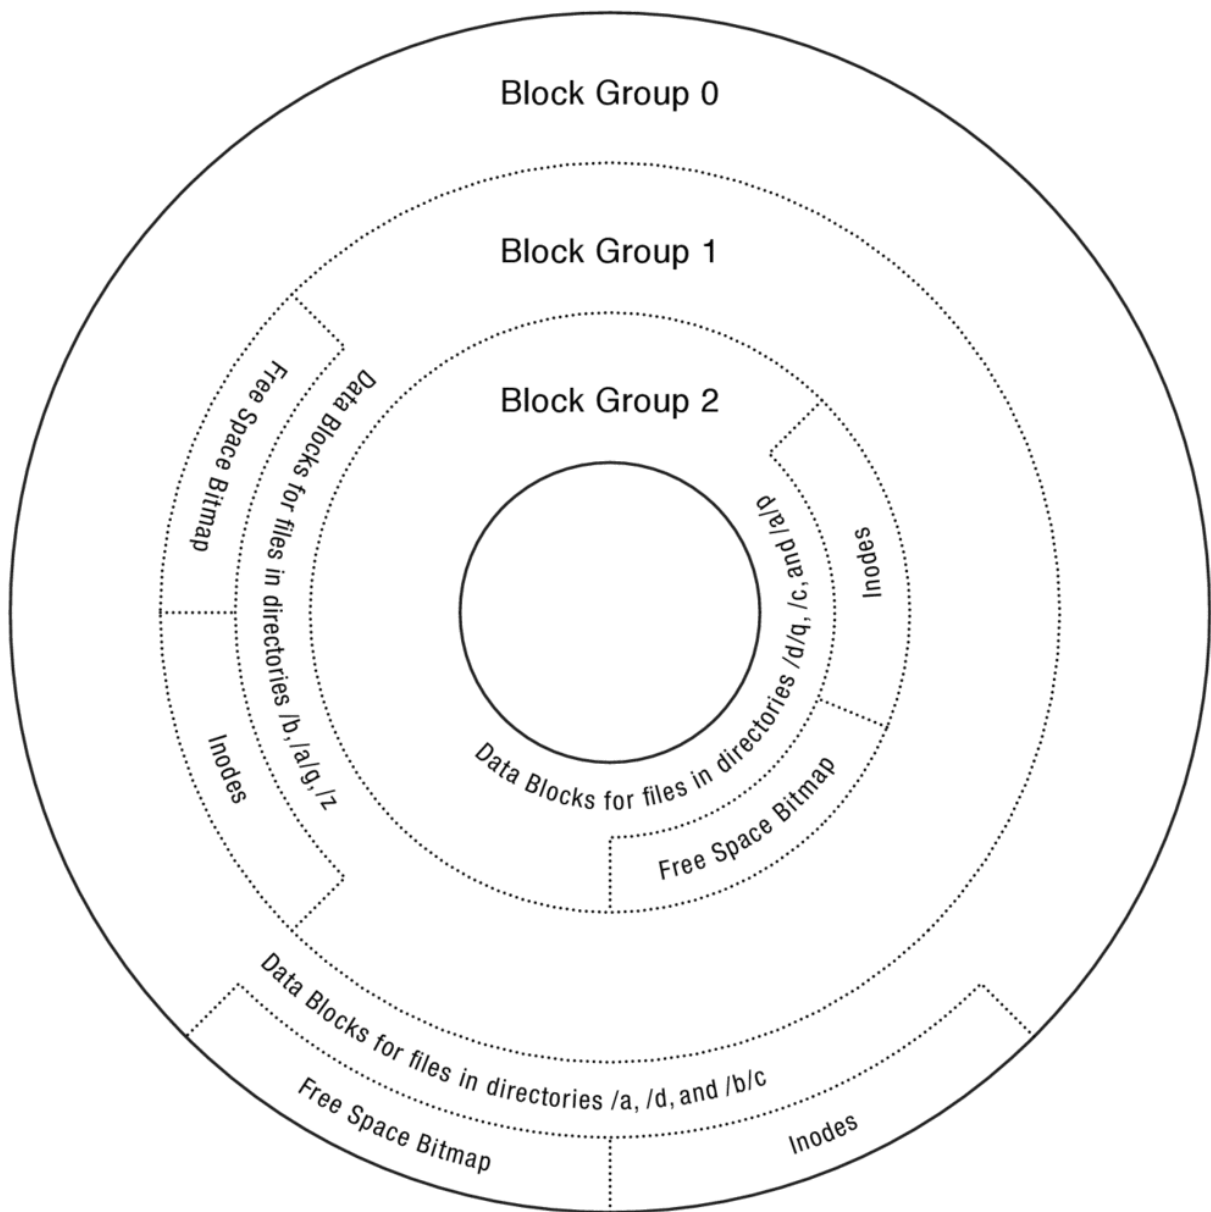 Block Group 0
Block Group 1
Block Group 2
Free Space Bitmap
Data Blocks for files in directories /b, /a/g, /z
Inodes
Inodes
Data Blocks for files in directories /d/q, /c, and /a/p
Free Space Bitmap
Data Blocks for files in directories /a, /d, and /b/c
Free Space Bitmap
Inodes